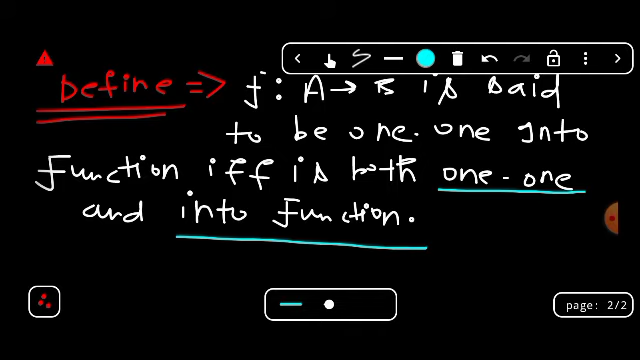 Define => f: A → B is said
to be one-one into
function iff is both one-one
and into function.
page: 2/2